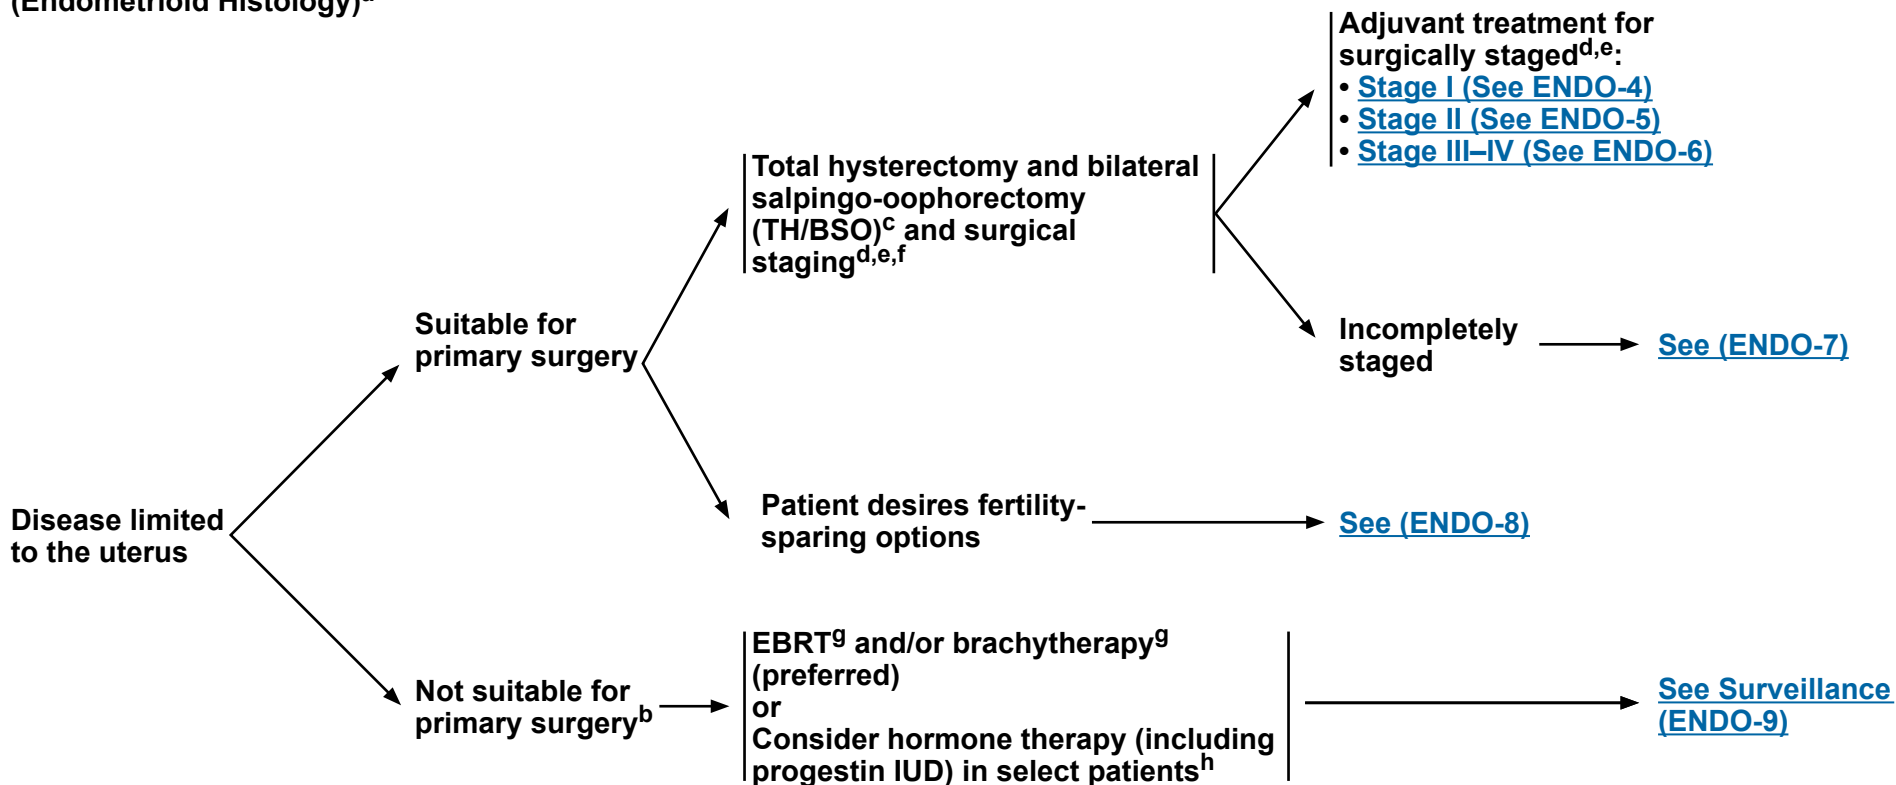 (Endometrioid Histology)a
Adjuvant treatment for
surgically stagedd,e:
• Stage I (See ENDO-4)
• Stage II (See ENDO-5)
• Stage III–IV (See ENDO-6)
Total hysterectomy and bilateral
salpingo-oophorectomy
(TH/BSO)c and surgical
stagingd,e,f
Suitable for
primary surgery
Incompletely
staged
See (ENDO-7)
Disease limited
to the uterus
Patient desires fertility-
sparing options
See (ENDO-8)
Not suitable for
primary surgeryb
EBRTg and/or brachytherapyg
(preferred)
or
Consider hormone therapy (including
progestin IUD) in select patientsh
See Surveillance
(ENDO-9)